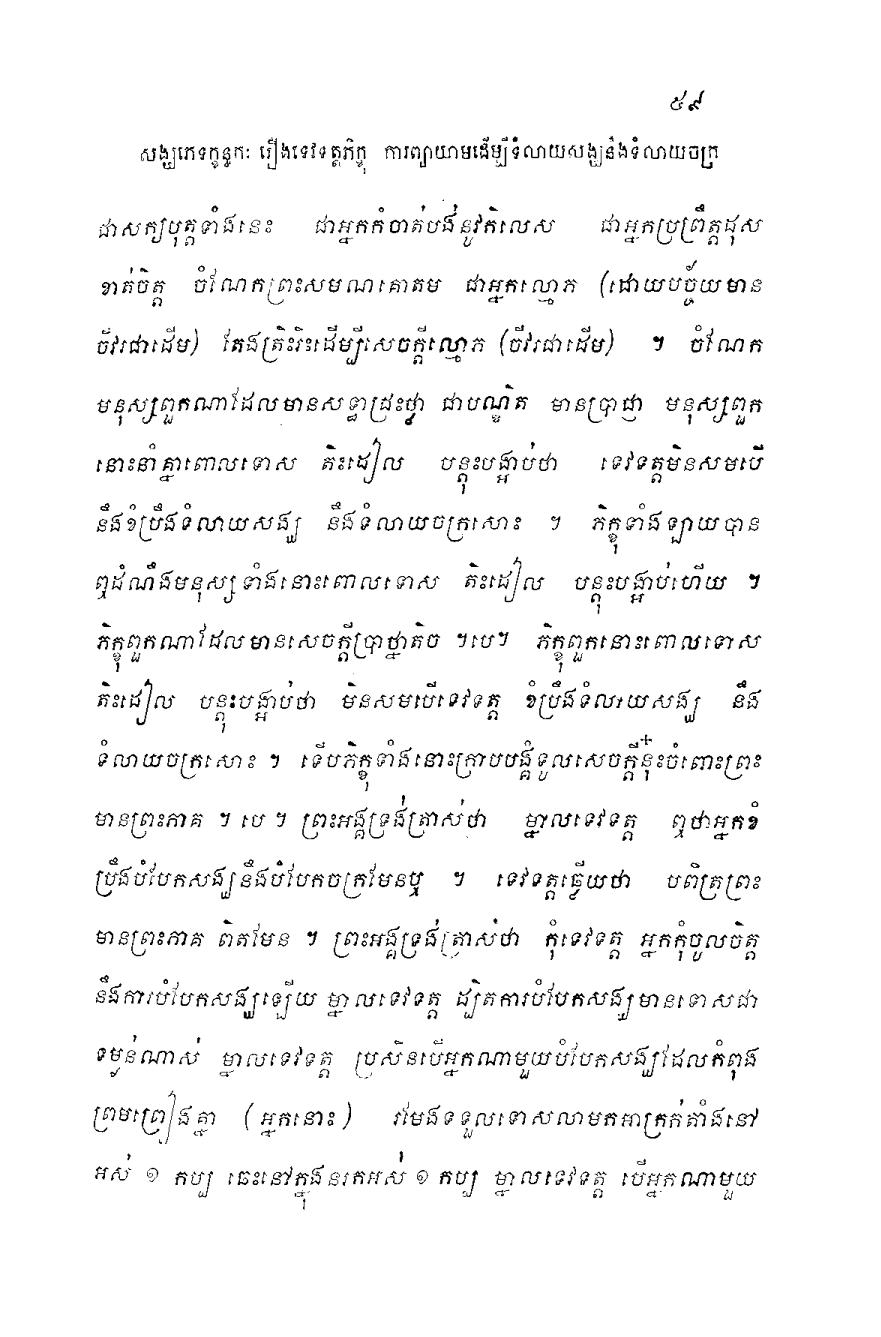 ៥៩
សង្ឃភេទក្ខន្ធកៈ រឿងទេវទត្តភិក្ខុ ការព្យាយាមដើម្បីទំលាយសង្ឃនិងទំលាយចក្រ
ជាសក្យបុត្តទាំងនេះ ជាអ្នកកំចាត់បង់នូវកិលេស ជាអ្នកប្រព្រឹត្តដុស
ខាត់ចិត្ត ចំណែកព្រះសមណគោតម ជាអ្នកល្មោភ (ដោយបច្ច័យមាន
ចីវរជាដើម) តែងត្រិះរិះដើម្បីសេចក្តីល្មោភ (ចីវរជាដើម) ។ ចំណែក
មនុស្សពួកណាដែលមានសទ្ធាជ្រះថ្លា ជាបណ្ឌិត មានប្រាជ្ញា មនុស្សពួក
នោះនាំគ្នាពោលទោស តិះដៀល បន្តុះបង្អាប់ថា ទេវទត្តមិនសមបើ
នឹងខំប្រឹងទំលាយសង្ឃ នឹងទំលាយចក្រសោះ ។ ភិក្ខុទាំងឡាយបាន
ឮដំណឹងមនុស្សទាំងនោះពោលទោស តិះដៀល បន្តុះបង្អាប់ហើយ ។
ភិក្ខុពួកណាដែលមានសេចក្តីប្រាថ្នាតិច ។បេ។ ភិក្ខុពួកនោះពោលទោស
តិះដៀល បន្តុះបង្អាប់ថា មិនសមបើទេវទត្ត ខំប្រឹងទំលាយសង្ឃ នឹង
ទំលាយចក្រសោះ ។ ទើបភិក្ខុទាំងនោះក្រាបបង្គំទូលសេចក្តីនុ៎ះចំពោះព្រះ
មានព្រះភាគ ។ បេ ។ ព្រះអង្គទ្រង់ត្រាស់ថា ម្នាលទេវទត្ត ឮថាអ្នកខំ
ប្រឹងបំបែកសង្ឃនឹងបំបែកចក្រមែនឬ ។ ទេវទត្តធ្វើយថា បពិត្រព្រះ
មានព្រះភាគ ពិតមែន ។ ព្រះអង្គទ្រង់ត្រាស់ថា កុំទេវទត្ត អ្នកកុំចូលចិត្ត
នឹងការបំបែកសង្ឃឡើយ ម្នាលទេវទត្ត ដ្បិតការបំបែកសង្ឃមានទោសជា
ទម្ងន់ណាស់ ម្នាលទេវទត្ត ប្រសិនបើអ្នកណាមួយបំបែកសង្ឃដែលកំពុង
ព្រមព្រៀងគ្នា (អ្នកនោះ) រមែងទទួលទោសលាមកអាក្រក់តាំងនៅ
អស់ ១ កប្ប ឆេះនៅក្នុងនរកអស់ ១ កប្ប ម្នាលទេវទត្ត បើអ្នកណាមួយ